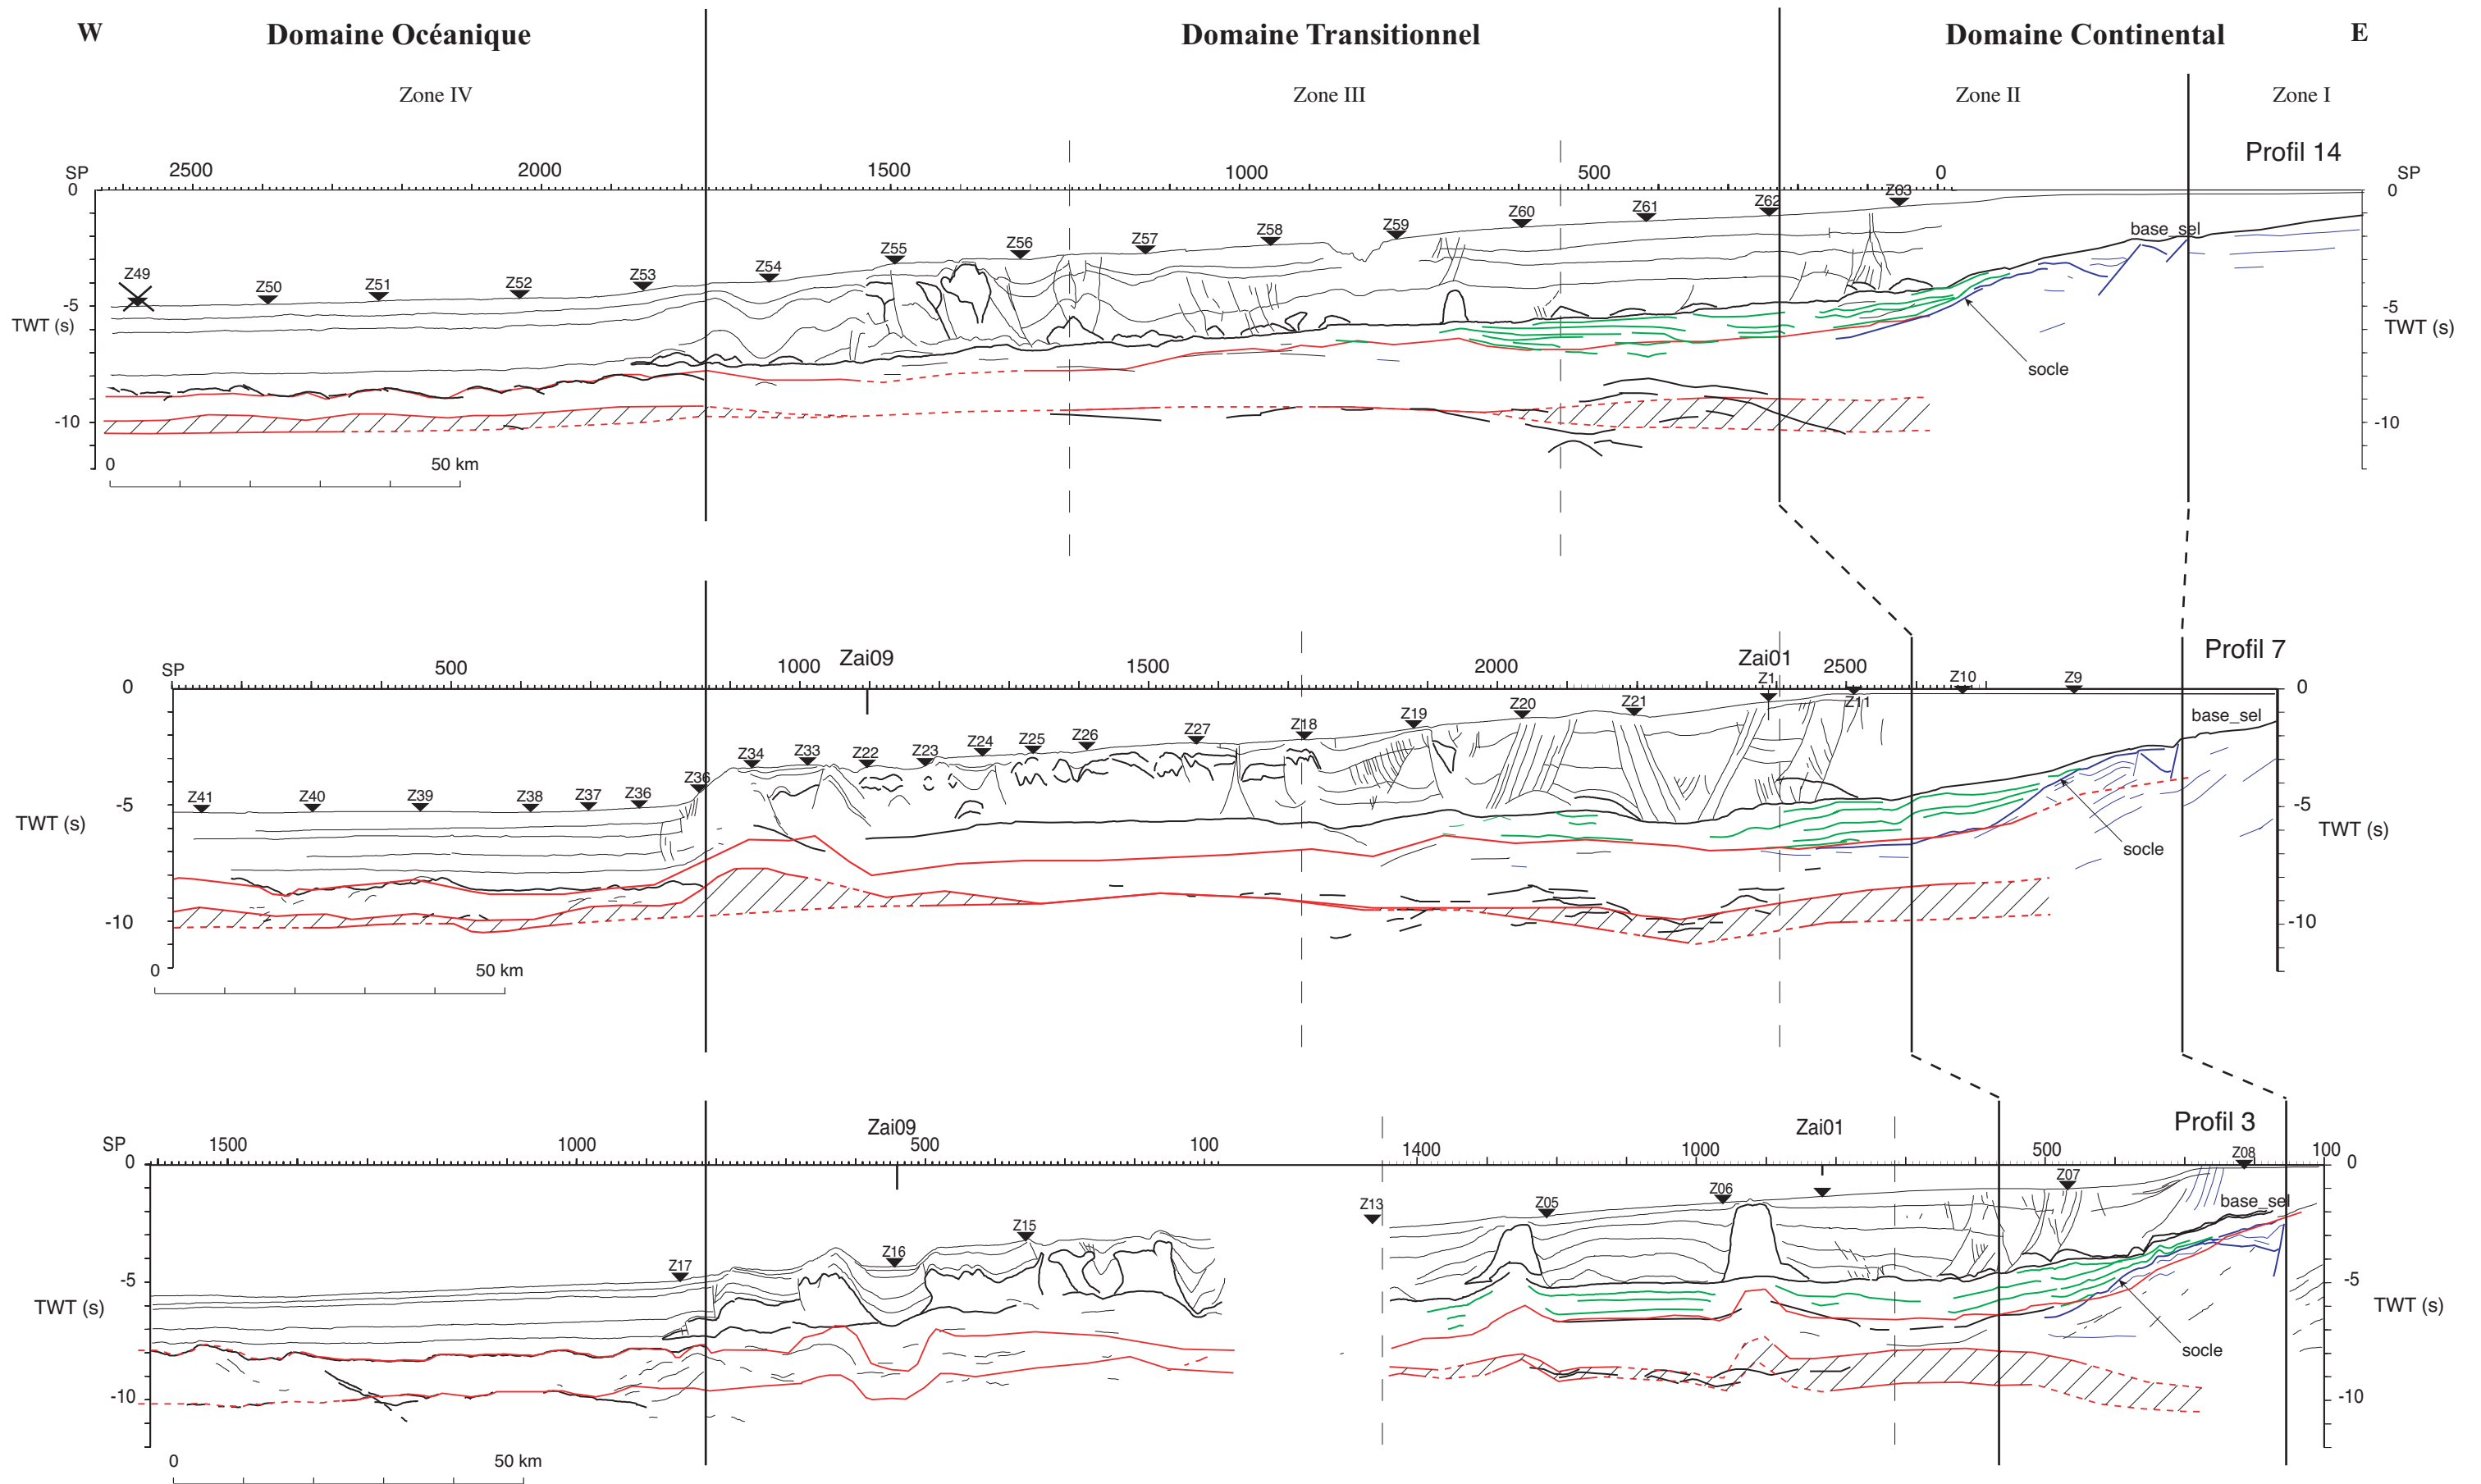 W Domaine Océanique Domaine Transitionnel Domaine Continental E
Zone IV Zone III Zone II Zone I
Profil 14
SP 2500 2000 1500 1000 500 0 SP
0 0
Z49 Z50 Z51 Z52 Z53 Z54 Z55 Z56 Z57 Z58 Z59 Z60 Z61 Z62 Z63
base_sel
-5 -5
TWT (s) TWT (s)
socle
-10 -10
0 50 km
Profil 7
SP 500 1000 Zai09 1500 2000 Zai01 2500
0 0
Z41 Z40 Z39 Z38 Z37 Z36 Z36 Z34 Z33 Z22 Z23 Z24 Z25 Z26 Z27 Z18 Z19 Z20 Z21 Z1 Z11 Z10 Z9
base_sel
-5 -5
TWT (s) TWT (s)
socle
-10 -10
0 50 km
Profil 3
SP 1500 1000 Zai09 500 100 1400 1000 Zai01 500 100
0 0
Z17 Z16 Z15 Z13 Z05 Z06 Z07 Z08
base_sel
-5 -5
TWT (s) TWT (s)
socle
-10 -10
0 50 km